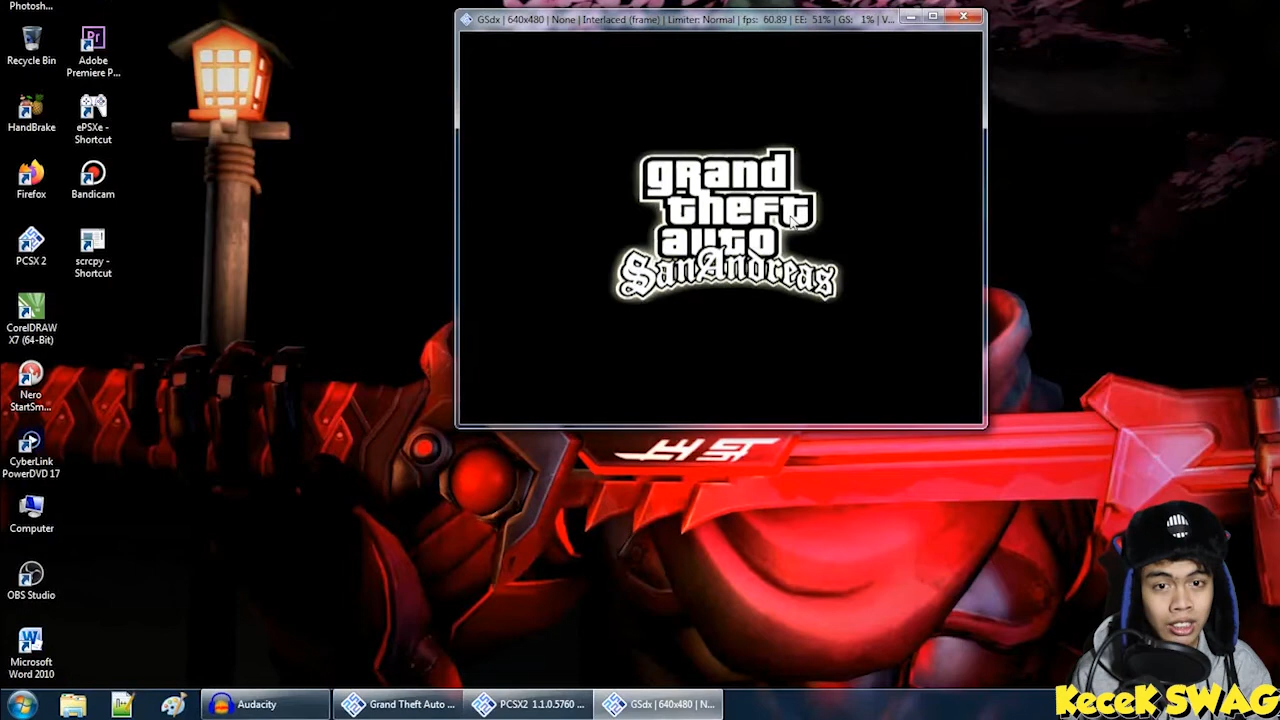 Photosh...
Recycle Bin
Adobe
Premiere P...
HandBrake
ePSXe -
Shortcut
Firefox
Bandicam
PCSX 2
scrcpy -
Shortcut
CorelDRAW
X7 (64-Bit)
Nero
StartSm...
CyberLink
PowerDVD 17
Computer
OBS Studio
Microsoft
Word 2010
GSdx | 640x480 | None | Interlaced (frame) | Limiter: Normal | fps: 60.89 | EE: 51% | GS: 1% | V...
grand
theft
auto
San Andreas
Audacity
Grand Theft Auto ...
PCSX2 1.1.0.5760 ...
GSdx | 640x480 | N...
KeceK SWAG